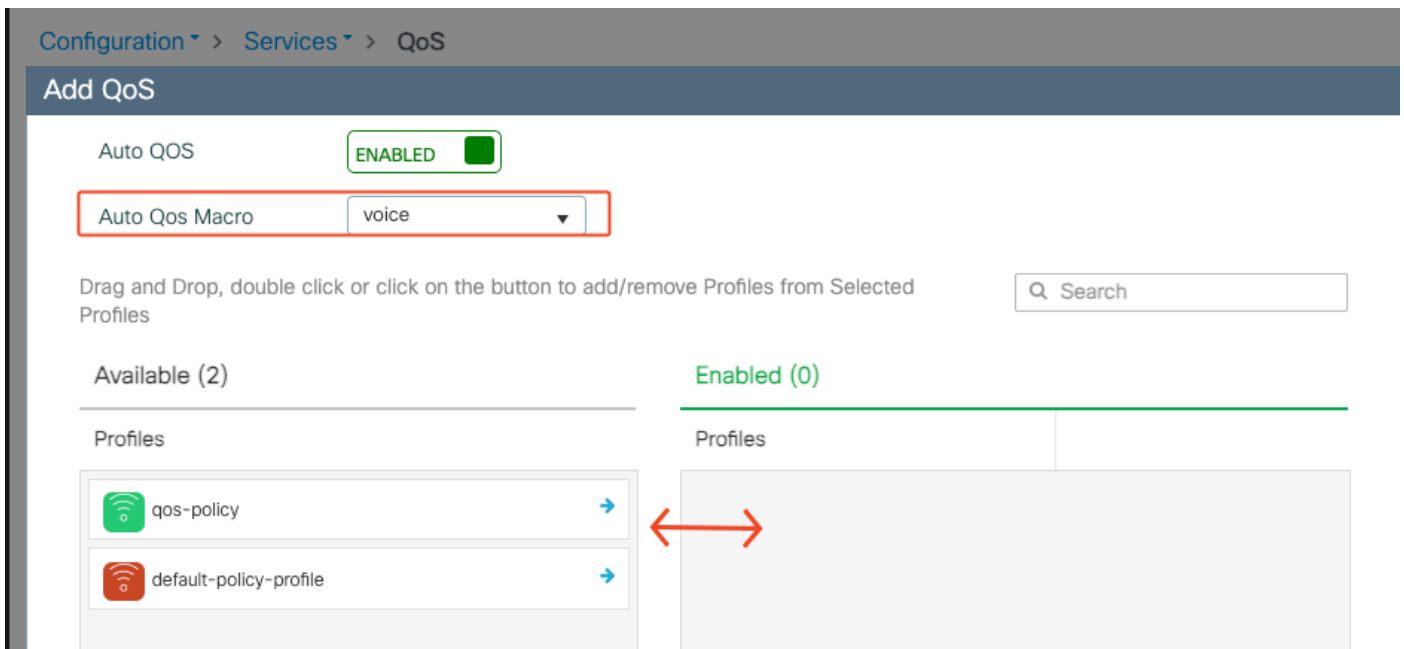 Configuration > Services > QoS
Add QoS
Auto QOS ENABLED
Auto Qos Macro voice
Drag and Drop, double click or click on the button to add/remove Profiles from Selected
Profiles
Search
Available (2) Enabled (0)
Profiles Profiles
qos-policy
default-policy-profile